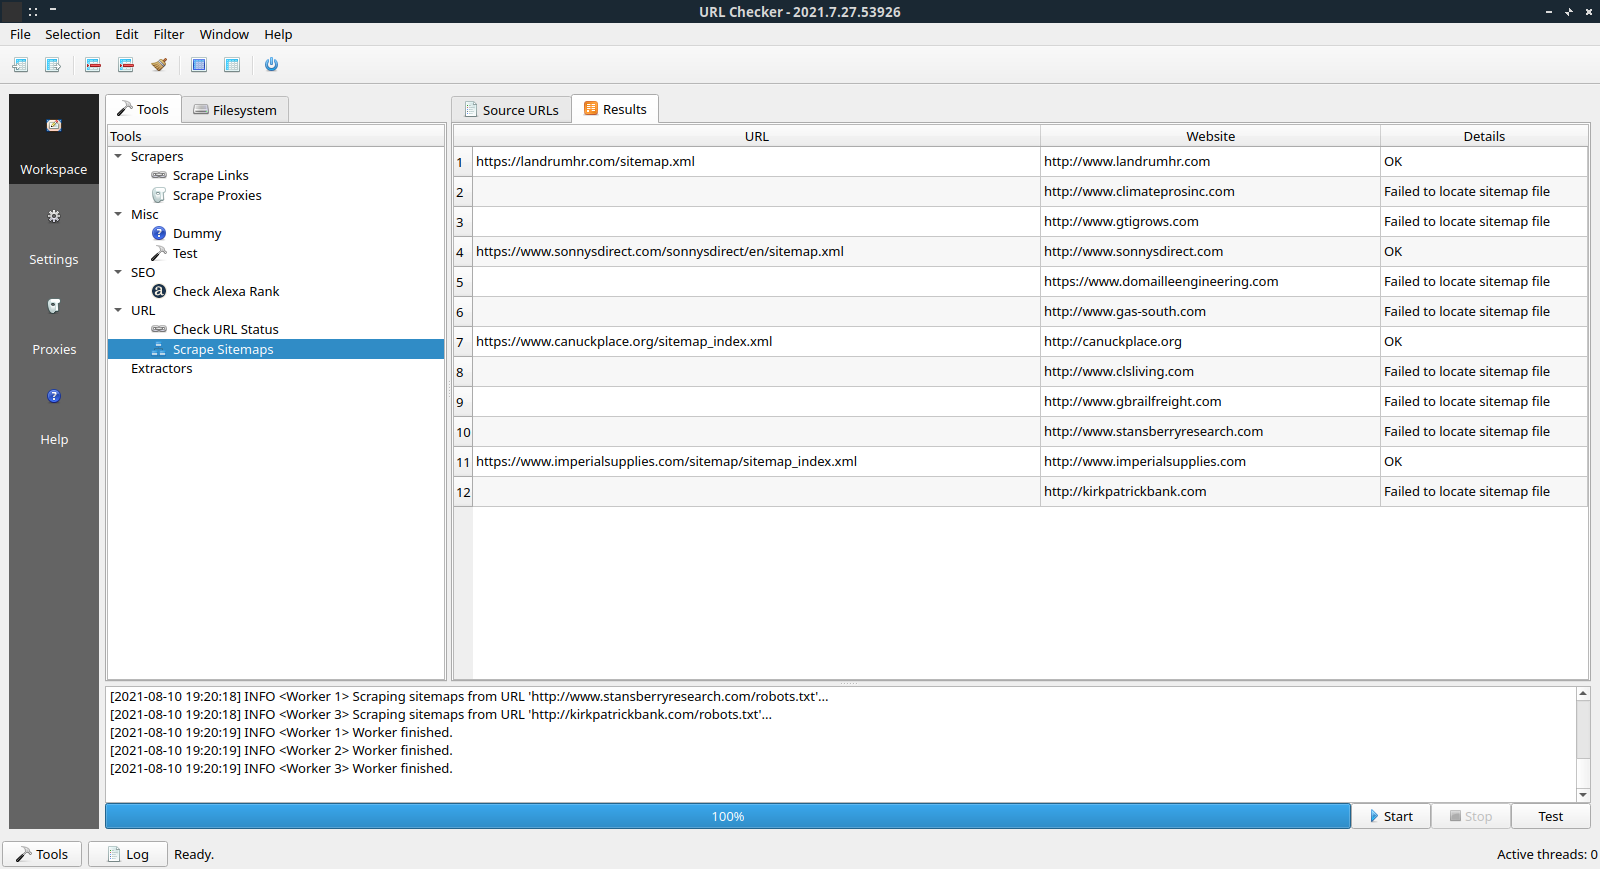 URL Checker - 2021.7.27.53926
File Selection Edit Filter Window Help
Workspace
Settings
Proxies
Help
Tools Filesystem
Tools
Scrapers
Scrape Links
Scrape Proxies
Misc
Dummy
Test
SEO
Check Alexa Rank
URL
Check URL Status
Scrape Sitemaps
Extractors
Source URLs Results
URL Website Details
1 https://landrumhr.com/sitemap.xml http://www.landrumhr.com OK
2 http://www.climateprosinc.com Failed to locate sitemap file
3 http://www.gtigrows.com Failed to locate sitemap file
4 https://www.sonnysdirect.com/sonnysdirect/en/sitemap.xml http://www.sonnysdirect.com OK
5 https://www.domailleengineering.com Failed to locate sitemap file
6 http://www.gas-south.com Failed to locate sitemap file
7 https://www.canuckplace.org/sitemap_index.xml http://canuckplace.org OK
8 http://www.clsliving.com Failed to locate sitemap file
9 http://www.gbrailfreight.com Failed to locate sitemap file
10 http://www.stansberryresearch.com Failed to locate sitemap file
11 https://www.imperialsupplies.com/sitemap/sitemap_index.xml http://www.imperialsupplies.com OK
12 http://kirkpatrickbank.com Failed to locate sitemap file
[2021-08-10 19:20:18] INFO <Worker 1> Scraping sitemaps from URL 'http://www.stansberryresearch.com/robots.txt'...
[2021-08-10 19:20:18] INFO <Worker 3> Scraping sitemaps from URL 'http://kirkpatrickbank.com/robots.txt'...
[2021-08-10 19:20:19] INFO <Worker 1> Worker finished.
[2021-08-10 19:20:19] INFO <Worker 2> Worker finished.
[2021-08-10 19:20:19] INFO <Worker 3> Worker finished.
100% Start Stop Test
Tools Log Ready. Active threads: 0